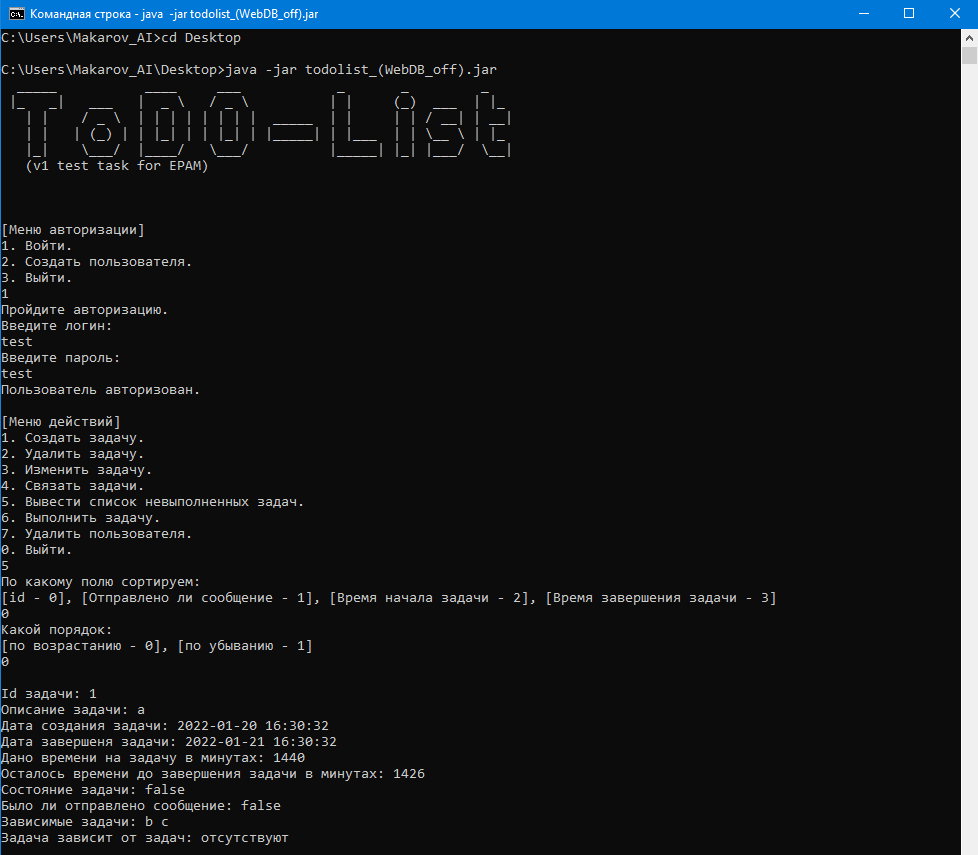 Командная строка - java -jar todolist_(WebDB_off).jar
C:\Users\Makarov_AI>cd Desktop
C:\Users\Makarov_AI\Desktop>java -jar todolist_(WebDB_off).jar
ToDO-List
(v1 test task for EPAM)
[Меню авторизации]
1. Войти.
2. Создать пользователя.
3. Выйти.
1
Пройдите авторизацию.
Введите логин:
test
Введите пароль:
test
Пользователь авторизован.
[Меню действий]
1. Создать задачу.
2. Удалить задачу.
3. Изменить задачу.
4. Связать задачи.
5. Вывести список невыполненных задач.
6. Выполнить задачу.
7. Удалить пользователя.
0. Выйти.
5
По какому полю сортируем:
[id - 0], [Отправлено ли сообщение - 1], [Время начала задачи - 2], [Время завершения задачи - 3]
0
Какой порядок:
[по возрастанию - 0], [по убыванию - 1]
0
Id задачи: 1
Описание задачи: a
Дата создания задачи: 2022-01-20 16:30:32
Дата завершеня задачи: 2022-01-21 16:30:32
Дано времени на задачу в минутах: 1440
Осталось времени до завершения задачи в минутах: 1426
Состояние задачи: false
Было ли отправлено сообщение: false
Зависимые задачи: b c
Задача зависит от задач: отсутствуют